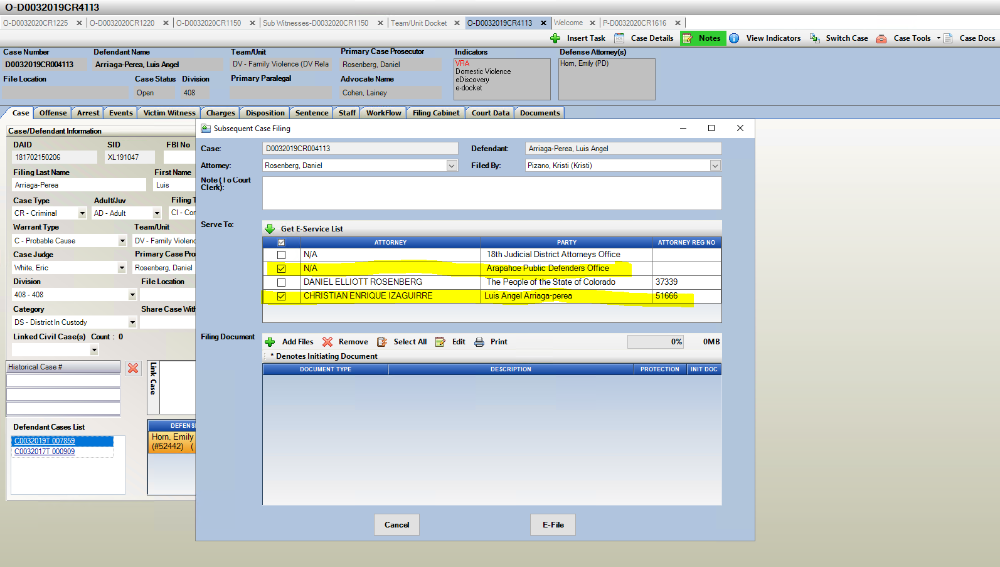 O-D0032019CR4113
O-D0032020CR1225 O-D0032020CR1220 O-D0032020CR1150 Sub Witnesses-D0032020CR1150 Team/Unit Docket O-D0032019CR4113 Welcome P-D0032020CR1616
Insert Task Case Details Notes View Indicators Switch Case Case Tools Case Docs
Case Number Defendant Name Team/Unit Primary Case Prosecutor Indicators Defense Attorney(s)
D0032019CR004113 Arriaga-Perea, Luis Angel DV - Family Violence (DV Rela Rosenberg, Daniel VRA Horn, Emily (PD)
Domestic Violence
File Location Case Status Division Primary Paralegal Advocate Name eDiscovery
Open 408 Cohen, Lainey e-docket
Case Offense Arrest Events Victim Witness Charges Disposition Sentence Staff WorkFlow Filing Cabinet Court Data Documents
Case/Defendant Information
DAID SID FBI No
181702150206 XL191047
Filing Last Name First Name
Arriaga-Perea Luis
Case Type Adult/Juv Filing T
CR - Criminal AD - Adult CI - Cor
Warrant Type Team/Unit
C - Probable Cause DV - Family Violenc
Case Judge Primary Case Pro
White, Eric Rosenberg, Daniel
Division File Location
408 - 408
Category Share Case With
DS - District In Custody
Linked Civil Case(s) Count : 0
Historical Case #
Link Case
Defendant Cases List
C0032019T 007859
C0032017T 000909
DEFENS
Horn, Emily
(#52442) (
Subsequent Case Filing
Case: D0032019CR004113 Defendant: Arriaga-Perea, Luis Angel
Attorney: Rosenberg, Daniel Filed By: Pizano, Kristi (Kristi)
Note (To Court
Clerk):
Serve To: Get E-Service List
ATTORNEY PARTY ATTORNEY REG NO
N/A 18th Judicial District Attorneys Office
N/A Arapahoe Public Defenders Office
DANIEL ELLIOTT ROSENBERG The People of the State of Colorado 37339
CHRISTIAN ENRIQUE IZAGUIRRE Luis Angel Arriaga-perea 51666
Filing Document Add Files Remove Select All Edit Print 0% 0MB
* Denotes Initiating Document
DOCUMENT TYPE DESCRIPTION PROTECTION INIT DOC
Cancel E-File